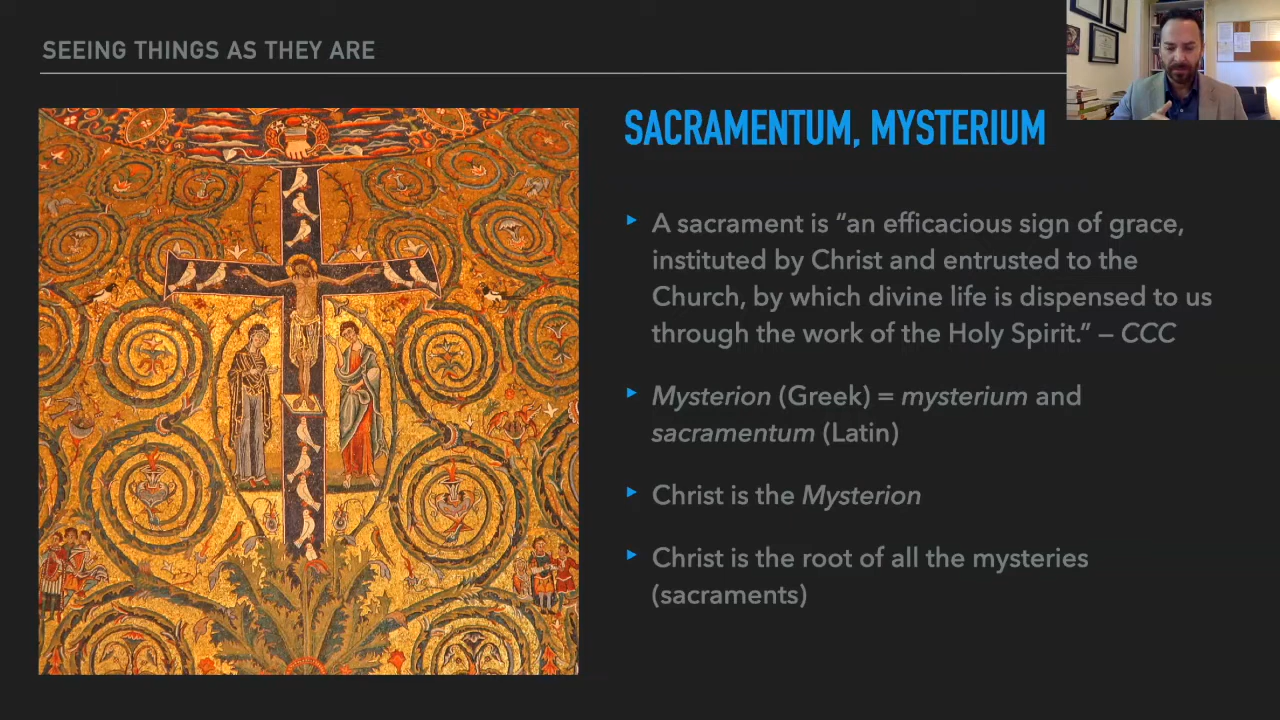 SEEING THINGS AS THEY ARE
SACRAMENTUM, MYSTERIUM
A sacrament is “an efficacious sign of grace,
instituted by Christ and entrusted to the
Church, by which divine life is dispensed to us
through the work of the Holy Spirit.” – CCC
Mysterion (Greek) = mysterium and
sacramentum (Latin)
Christ is the Mysterion
Christ is the root of all the mysteries
(sacraments)